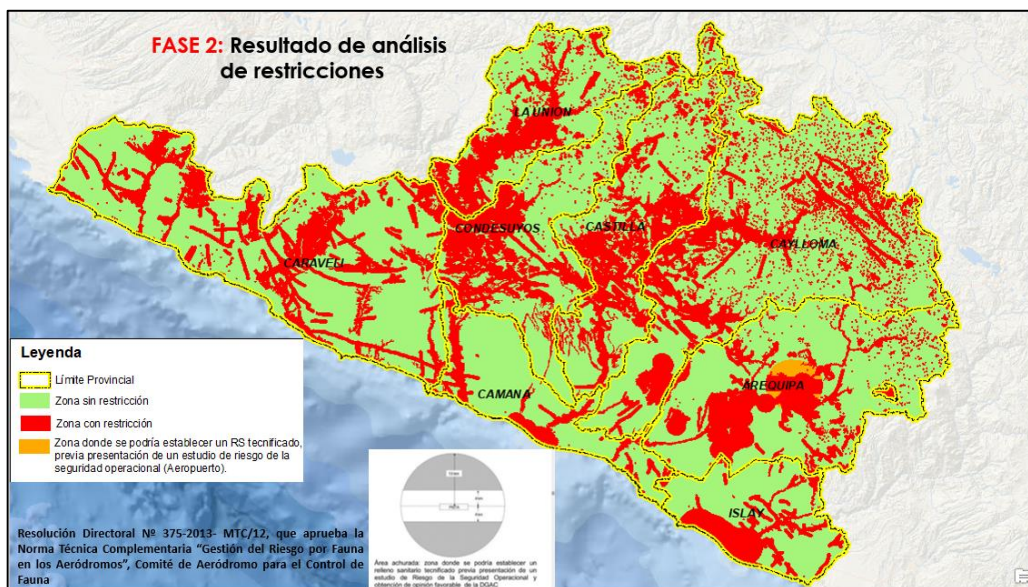 FASE 2: Resultado de análisis
de restricciones
LA UNION
CONDESUYOS
CASTILLA
CAYLLOMA
CARAVELI
CAMANA
AREQUIPA
ISLAY
Leyenda
Límite Provincial
Zona sin restricción
Zona con restricción
Zona donde se podría establecer un RS tecnificado,
previa presentación de un estudio de riesgo de la
seguridad operacional (Aeropuerto).
Resolución Directoral Nº 375-2013- MTC/12, que aprueba la
Norma Técnica Complementaria "Gestión del Riesgo por Fauna
en los Aeródromos", Comité de Aeródromo para el Control de
Fauna
Área achurada: zona donde se podría establecer un
relleno sanitario tecnificado previa presentación de un
estudio de Riesgo de la Seguridad Operacional y
obtención de opinión favorable de la DGAC